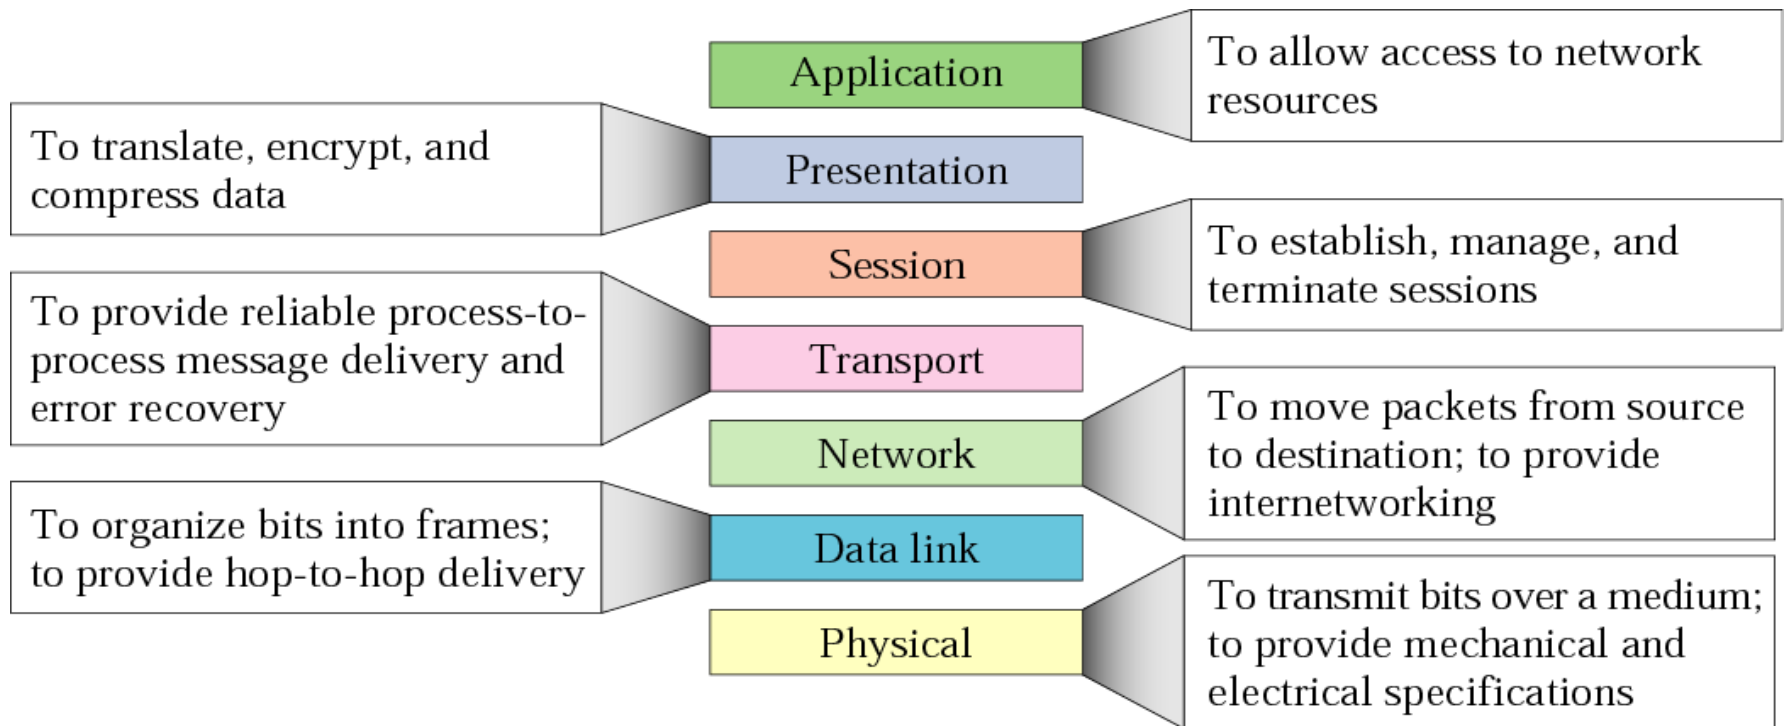 Application
To allow access to network
resources
To translate, encrypt, and
compress data
Presentation
Session
To establish, manage, and
terminate sessions
To provide reliable process-to-
process message delivery and
error recovery
Transport
Network
To move packets from source
to destination; to provide
internetworking
To organize bits into frames;
to provide hop-to-hop delivery
Data link
Physical
To transmit bits over a medium;
to provide mechanical and
electrical specifications